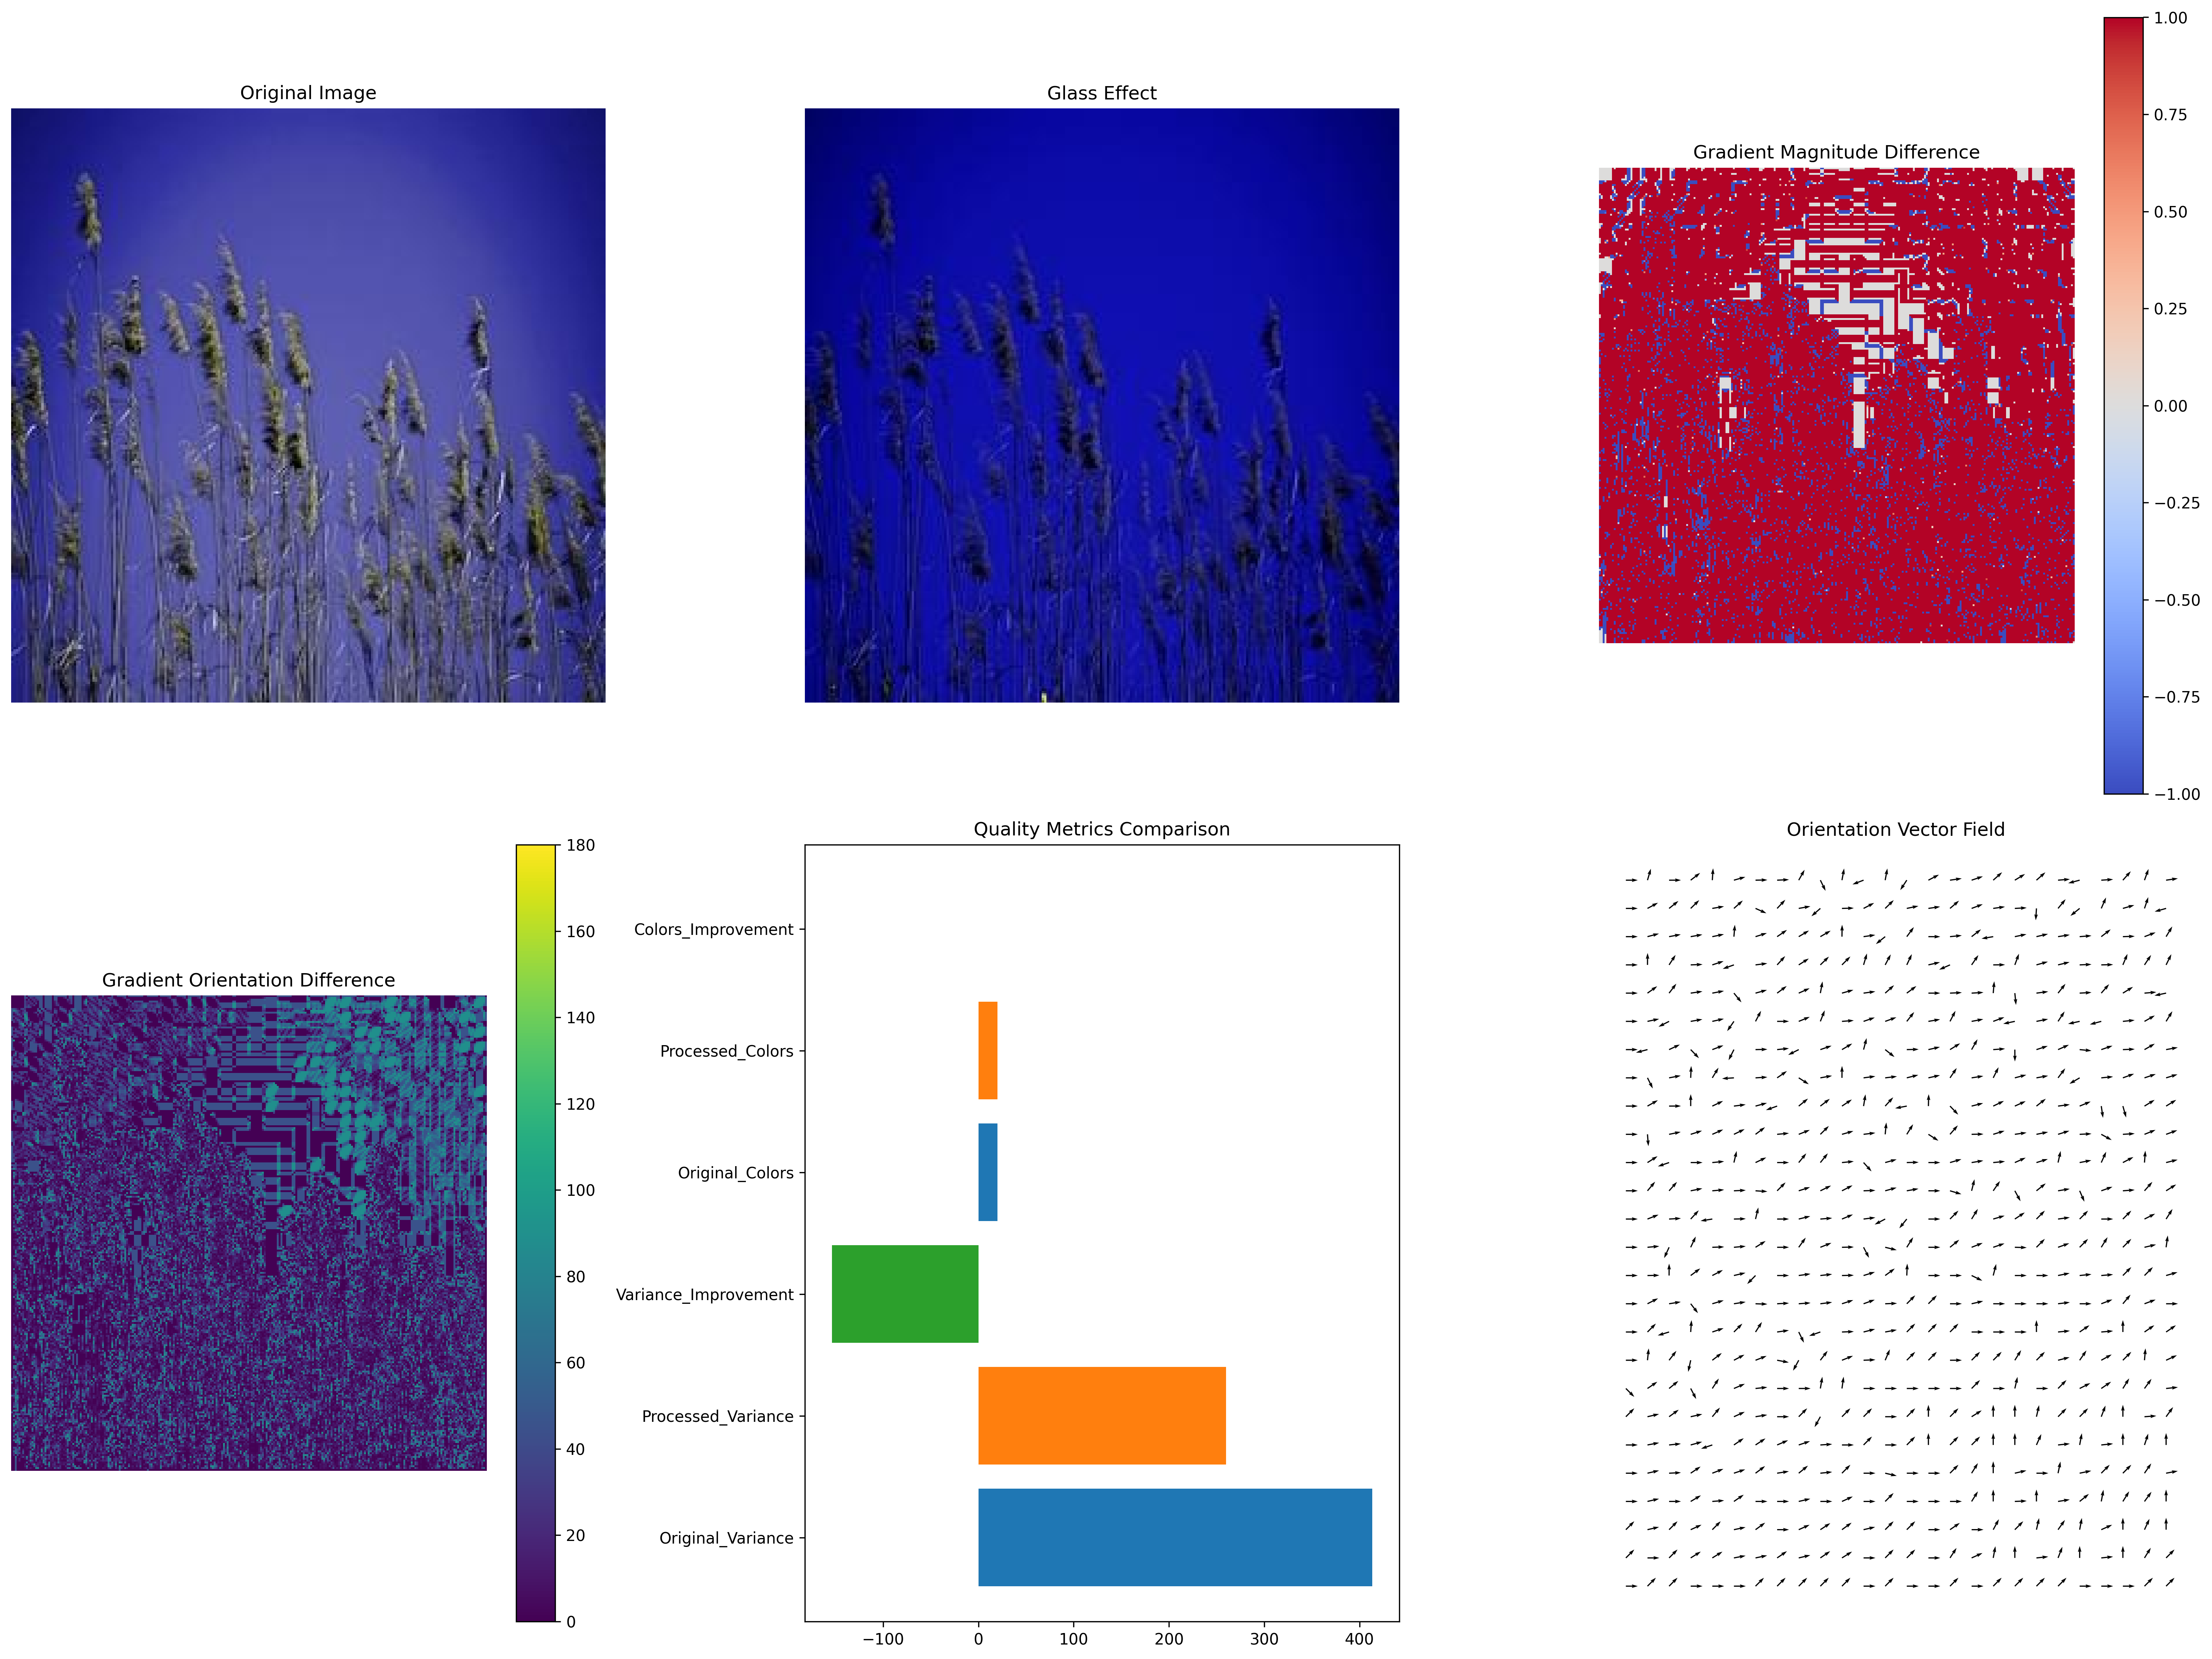 Original Image
Glass Effect
Gradient Magnitude Difference
1.00
0.75
0.50
0.25
0.00
−0.25
−0.50
−0.75
−1.00
Gradient Orientation Difference
180
160
140
120
100
80
60
40
20
0
Quality Metrics Comparison
Colors_Improvement
Processed_Colors
Original_Colors
Variance_Improvement
Processed_Variance
Original_Variance
−100 0 100 200 300 400
Orientation Vector Field